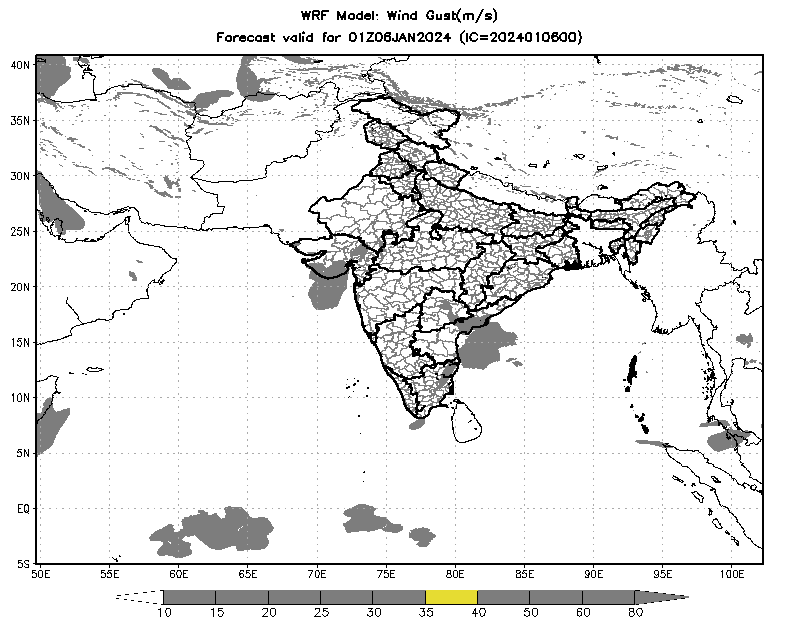 WRF Model: Wind Gust(m/s)
Forecast valid for 01Z06JAN2024 (IC=2024010600)
40N
35N
30N
25N
20N
15N
10N
5N
EQ
5S
50E 55E 60E 65E 70E 75E 80E 85E 90E 95E 100E
10 15 20 25 30 35 40 50 60 80